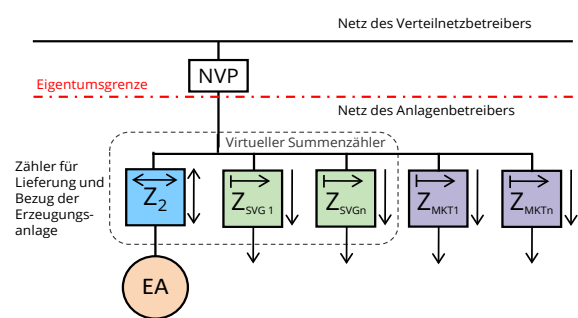 Netz des Verteilnetzbetreibers
NVP
Eigentumsgrenze
Netz des Anlagenbetreibers
Virtueller Summenzähler
Zähler für
Lieferung und
Bezug der
Erzeugungs-
anlage
Z2
ZSVG 1
ZSVGn
ZMKT1
ZMKTn
EA